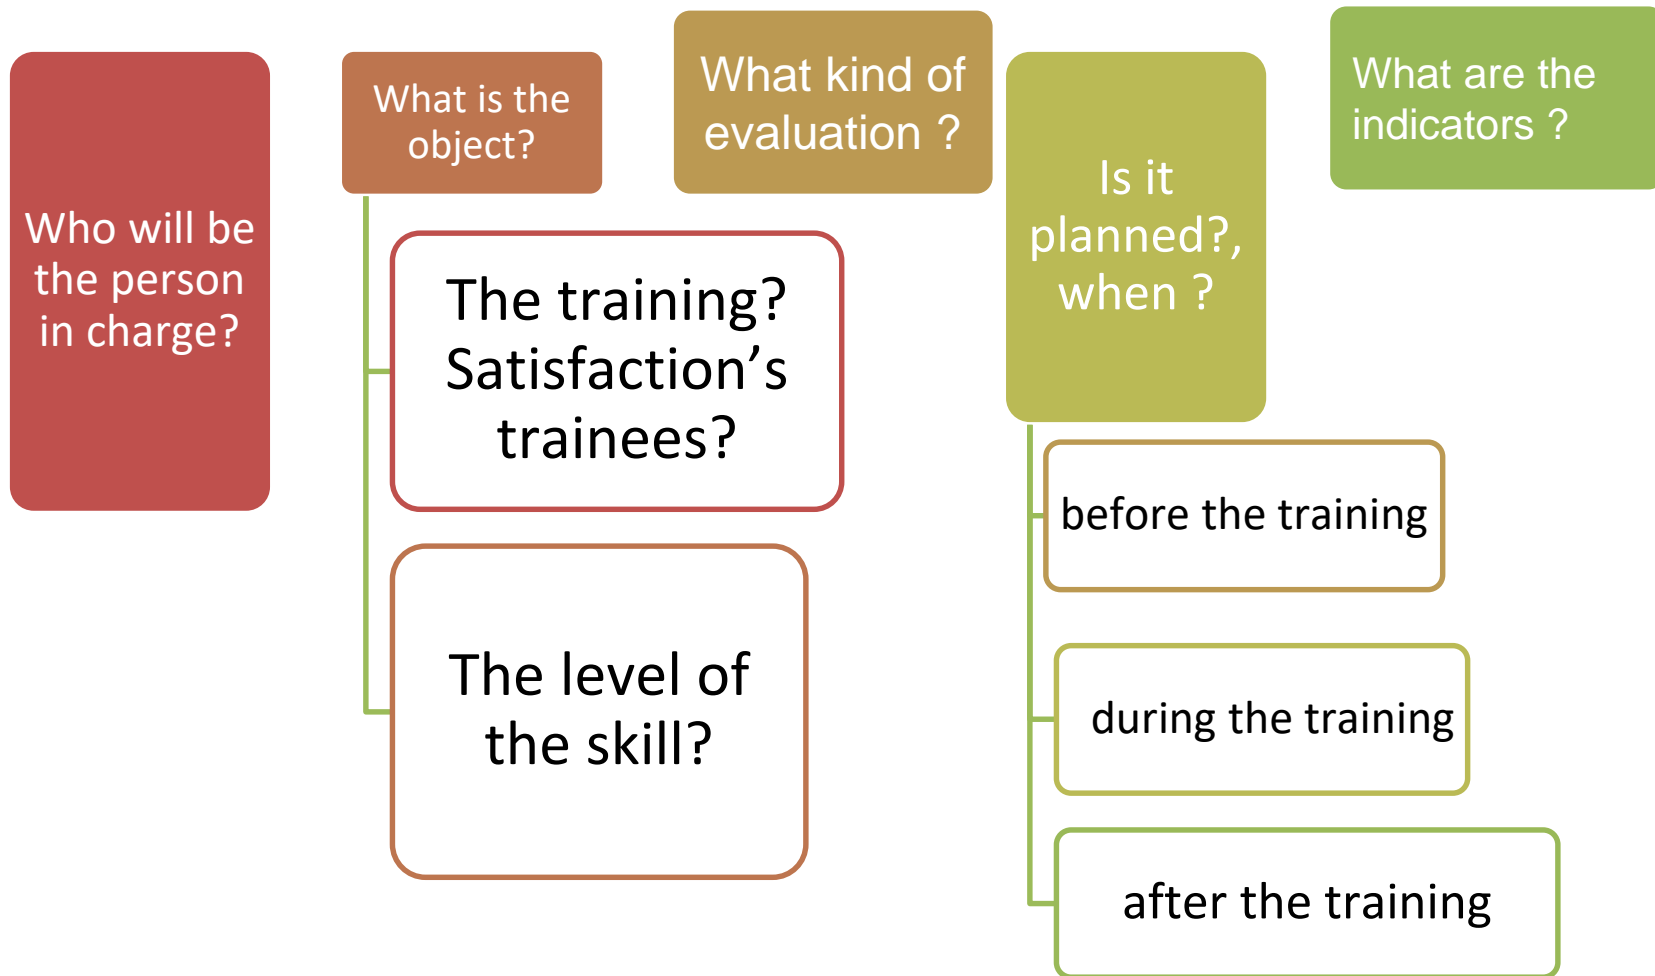 Who will be
the person
in charge?
What is the
object?
The training?
Satisfaction’s
trainees?
The level of
the skill?
What kind of
evaluation ?
Is it
planned?,
when ?
before the training
during the training
after the training
What are the
indicators ?